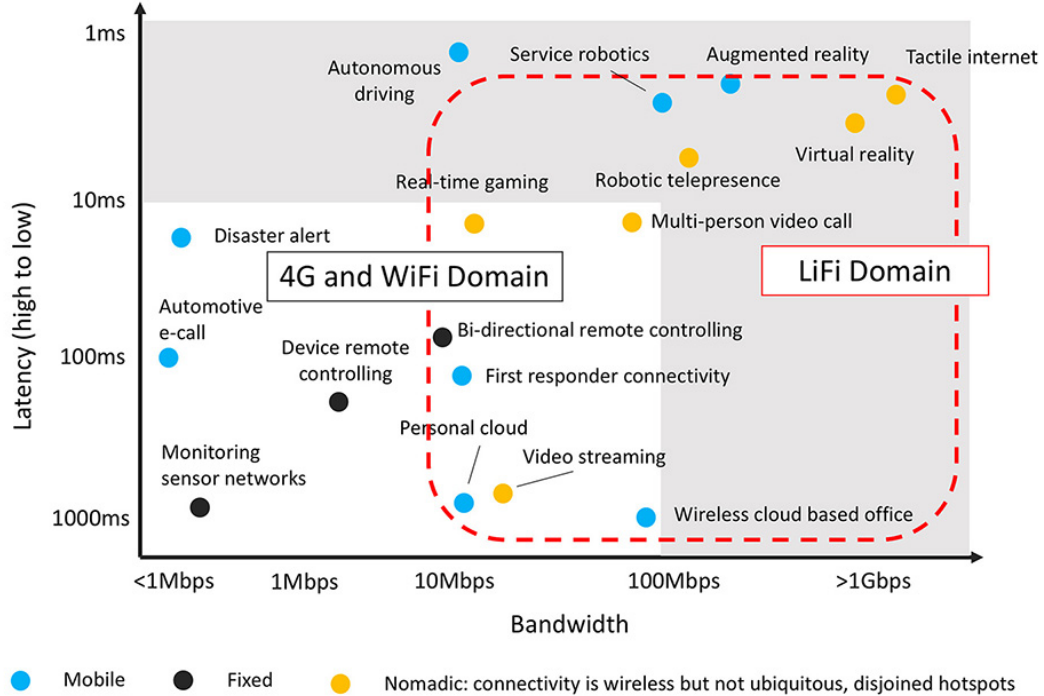 1ms
Autonomous
driving
Service robotics
Augmented reality
Tactile internet
Virtual reality
Real-time gaming
Robotic telepresence
10ms
Disaster alert
Multi-person video call
4G and WiFi Domain
LiFi Domain
Automotive
e-call
Bi-directional remote controlling
Device remote
controlling
100ms
First responder connectivity
Personal cloud
Monitoring
sensor networks
Video streaming
1000ms
Wireless cloud based office
Latency (high to low)
<1Mbps
1Mbps
10Mbps
100Mbps
>1Gbps
Bandwidth
Mobile
Fixed
Nomadic: connectivity is wireless but not ubiquitous, disjoined hotspots